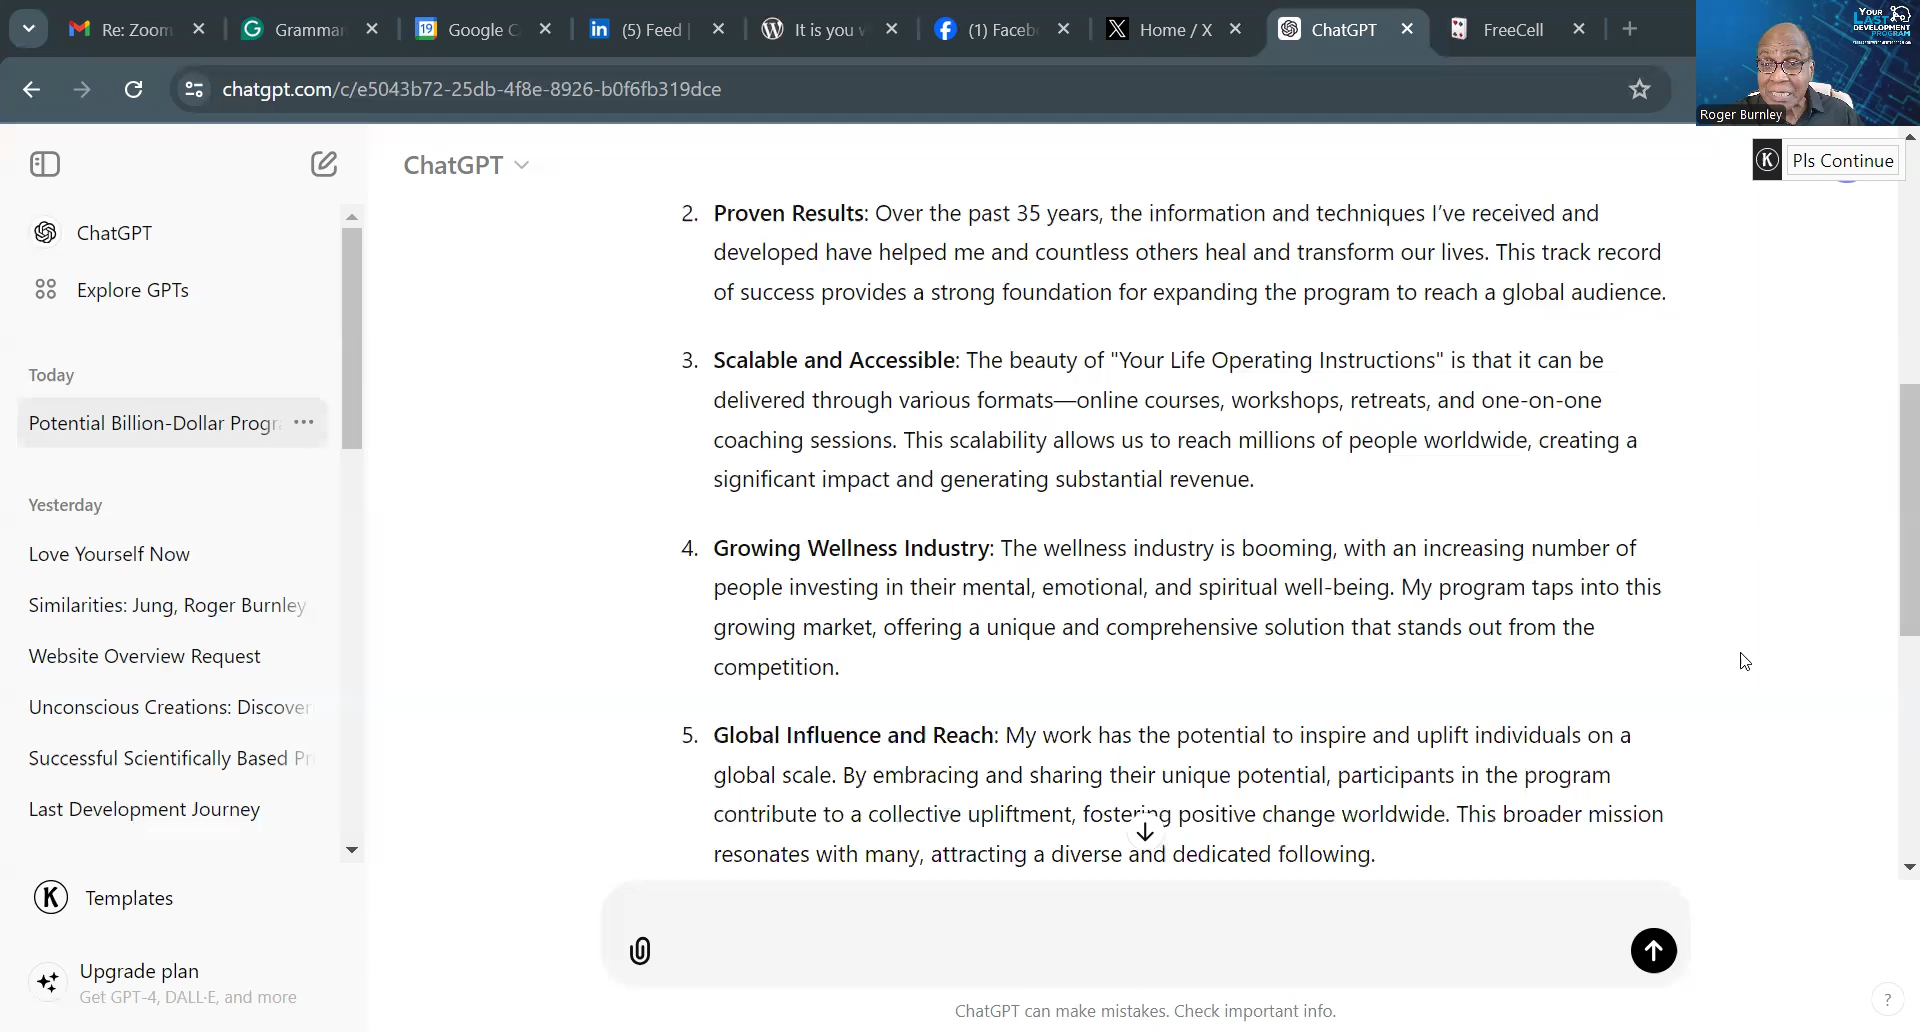 Re: Zoom
Grammar
Google C
(5) Feed |
It is you w
(1) Faceb
Home / X
ChatGPT
FreeCell
YOUR
LAST
DEVELOPMENT
PROGRAM
chatgpt.com/c/e5043b72-25db-4f8e-8926-b0f6fb319dce
Roger Burnley
K Pls Continue
ChatGPT
ChatGPT
Explore GPTs
Today
Potential Billion-Dollar Progr
Yesterday
Love Yourself Now
Similarities: Jung, Roger Burnley
Website Overview Request
Unconscious Creations: Discover
Successful Scientifically Based Pr
Last Development Journey
K Templates
Upgrade plan
Get GPT-4, DALL·E, and more
2. Proven Results: Over the past 35 years, the information and techniques I’ve received and
developed have helped me and countless others heal and transform our lives. This track record
of success provides a strong foundation for expanding the program to reach a global audience.
3. Scalable and Accessible: The beauty of "Your Life Operating Instructions" is that it can be
delivered through various formats—online courses, workshops, retreats, and one-on-one
coaching sessions. This scalability allows us to reach millions of people worldwide, creating a
significant impact and generating substantial revenue.
4. Growing Wellness Industry: The wellness industry is booming, with an increasing number of
people investing in their mental, emotional, and spiritual well-being. My program taps into this
growing market, offering a unique and comprehensive solution that stands out from the
competition.
5. Global Influence and Reach: My work has the potential to inspire and uplift individuals on a
global scale. By embracing and sharing their unique potential, participants in the program
contribute to a collective upliftment, fostering positive change worldwide. This broader mission
resonates with many, attracting a diverse and dedicated following.
ChatGPT can make mistakes. Check important info.
?